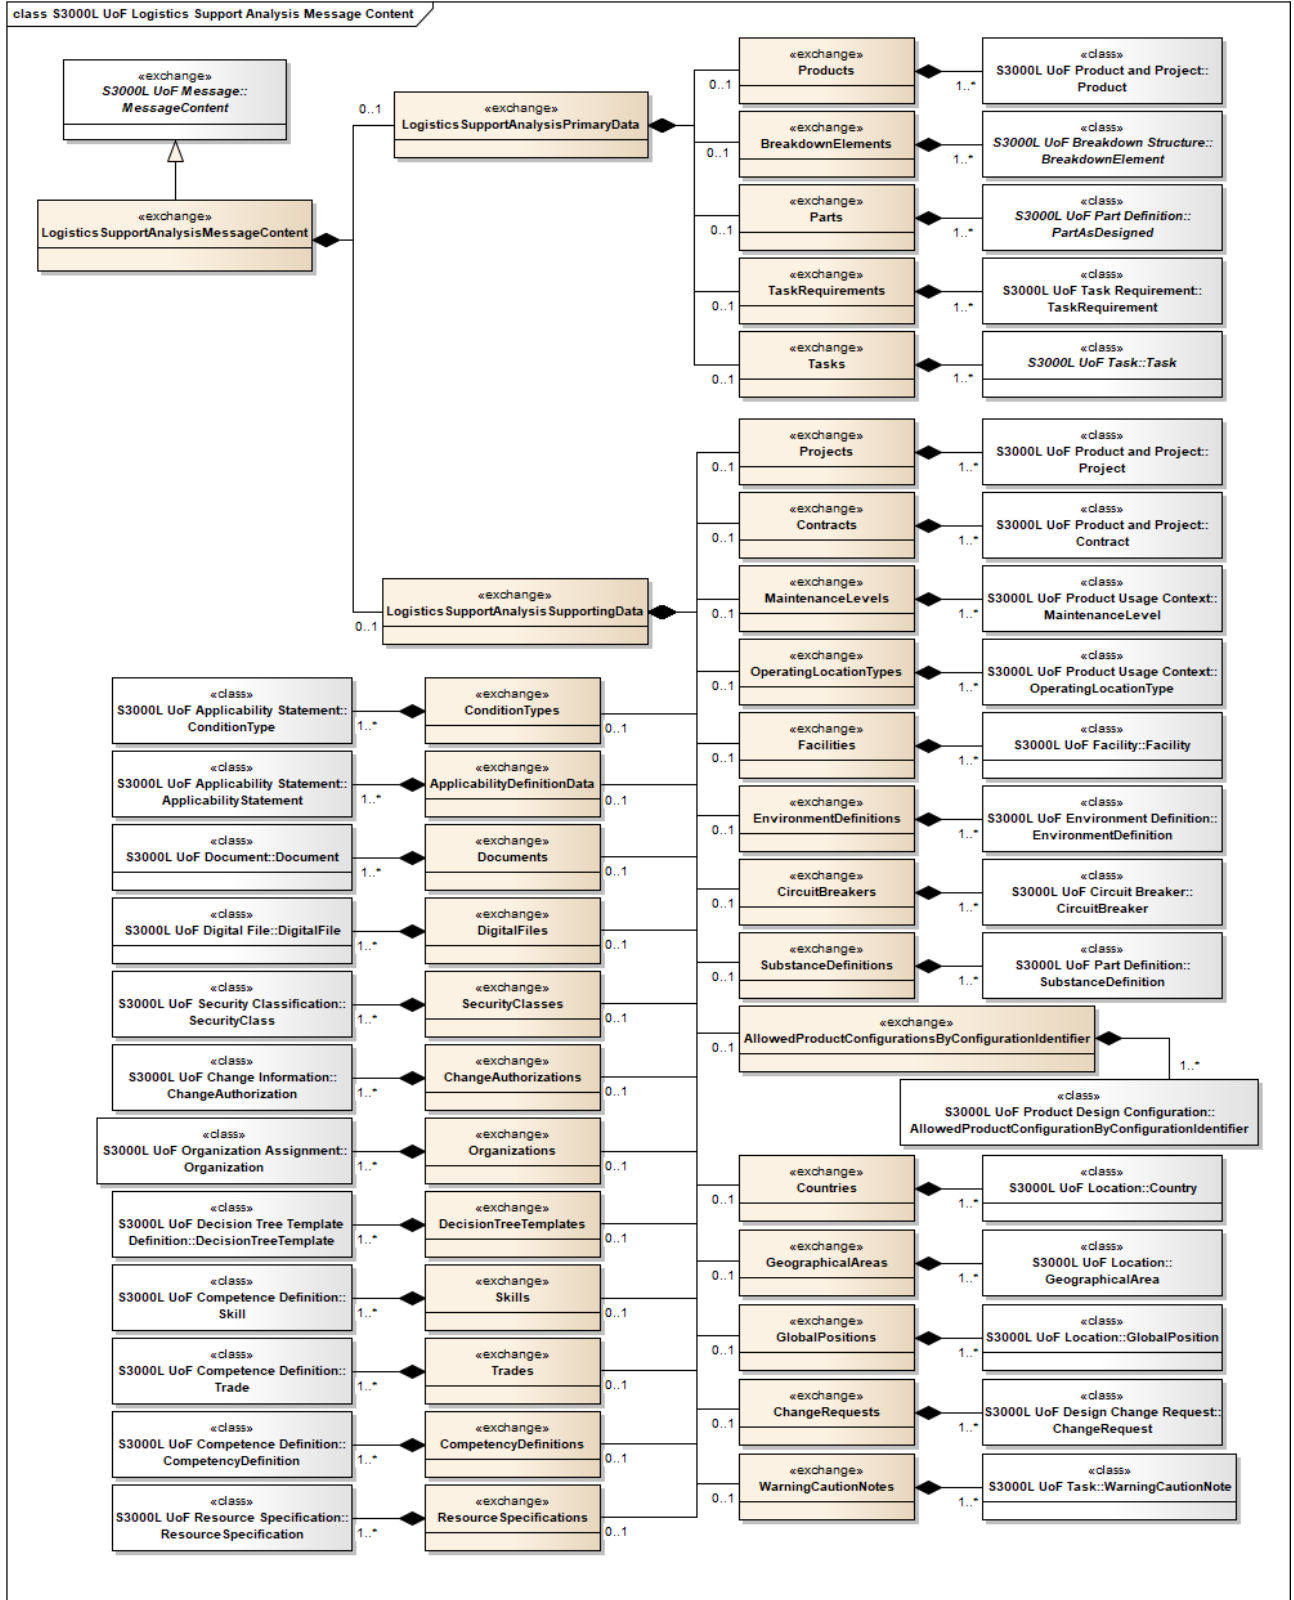 class S3000L UoF Logistics Support Analysis Message Content
«exchange»
S3000L UoF Message::
MessageContent
«exchange»
LogisticsSupportAnalysisMessageContent
0..1
«exchange»
LogisticsSupportAnalysisPrimaryData
0..1
«exchange»
Products
1..*
«class»
S3000L UoF Product and Project::
Product
0..1
«exchange»
BreakdownElements
1..*
«class»
S3000L UoF Breakdown Structure::
BreakdownElement
0..1
«exchange»
Parts
1..*
«class»
S3000L UoF Part Definition::
PartAsDesigned
0..1
«exchange»
TaskRequirements
1..*
«class»
S3000L UoF Task Requirement::
TaskRequirement
0..1
«exchange»
Tasks
1..*
«class»
S3000L UoF Task::Task
0..1
«exchange»
LogisticsSupportAnalysisSupportingData
0..1
«exchange»
Projects
1..*
«class»
S3000L UoF Product and Project::
Project
0..1
«exchange»
Contracts
1..*
«class»
S3000L UoF Product and Project::
Contract
0..1
«exchange»
MaintenanceLevels
1..*
«class»
S3000L UoF Product Usage Context::
MaintenanceLevel
0..1
«exchange»
OperatingLocationTypes
1..*
«class»
S3000L UoF Product Usage Context::
OperatingLocationType
0..1
«exchange»
Facilities
1..*
«class»
S3000L UoF Facility::Facility
0..1
«exchange»
EnvironmentDefinitions
1..*
«class»
S3000L UoF Environment Definition::
EnvironmentDefinition
0..1
«exchange»
CircuitBreakers
1..*
«class»
S3000L UoF Circuit Breaker::
CircuitBreaker
0..1
«exchange»
SubstanceDefinitions
1..*
«class»
S3000L UoF Part Definition::
SubstanceDefinition
0..1
«exchange»
AllowedProductConfigurationsByConfigurationIdentifier
1..*
«class»
S3000L UoF Product Design Configuration::
AllowedProductConfigurationByConfigurationIdentifier
0..1
«exchange»
Countries
1..*
«class»
S3000L UoF Location::Country
0..1
«exchange»
GeographicalAreas
1..*
«class»
S3000L UoF Location::
GeographicalArea
0..1
«exchange»
GlobalPositions
1..*
«class»
S3000L UoF Location::GlobalPosition
0..1
«exchange»
ChangeRequests
1..*
«class»
S3000L UoF Design Change Request::
ChangeRequest
0..1
«exchange»
WarningCautionNotes
1..*
«class»
S3000L UoF Task::WarningCautionNote
«class»
S3000L UoF Applicability Statement::
ConditionType
1..*
«exchange»
ConditionTypes
0..1
«class»
S3000L UoF Applicability Statement::
ApplicabilityStatement
1..*
«exchange»
ApplicabilityDefinitionData
0..1
«class»
S3000L UoF Document::Document
1..*
«exchange»
Documents
0..1
«class»
S3000L UoF Digital File::DigitalFile
1..*
«exchange»
DigitalFiles
0..1
«class»
S3000L UoF Security Classification::
SecurityClass
1..*
«exchange»
SecurityClasses
0..1
«class»
S3000L UoF Change Information::
ChangeAuthorization
1..*
«exchange»
ChangeAuthorizations
0..1
«class»
S3000L UoF Organization Assignment::
Organization
1..*
«exchange»
Organizations
0..1
«class»
S3000L UoF Decision Tree Template
Definition::DecisionTreeTemplate
1..*
«exchange»
DecisionTreeTemplates
0..1
«class»
S3000L UoF Competence Definition::
Skill
1..*
«exchange»
Skills
0..1
«class»
S3000L UoF Competence Definition::
Trade
1..*
«exchange»
Trades
0..1
«class»
S3000L UoF Competence Definition::
CompetencyDefinition
1..*
«exchange»
CompetencyDefinitions
0..1
«class»
S3000L UoF Resource Specification::
ResourceSpecification
1..*
«exchange»
ResourceSpecifications
0..1